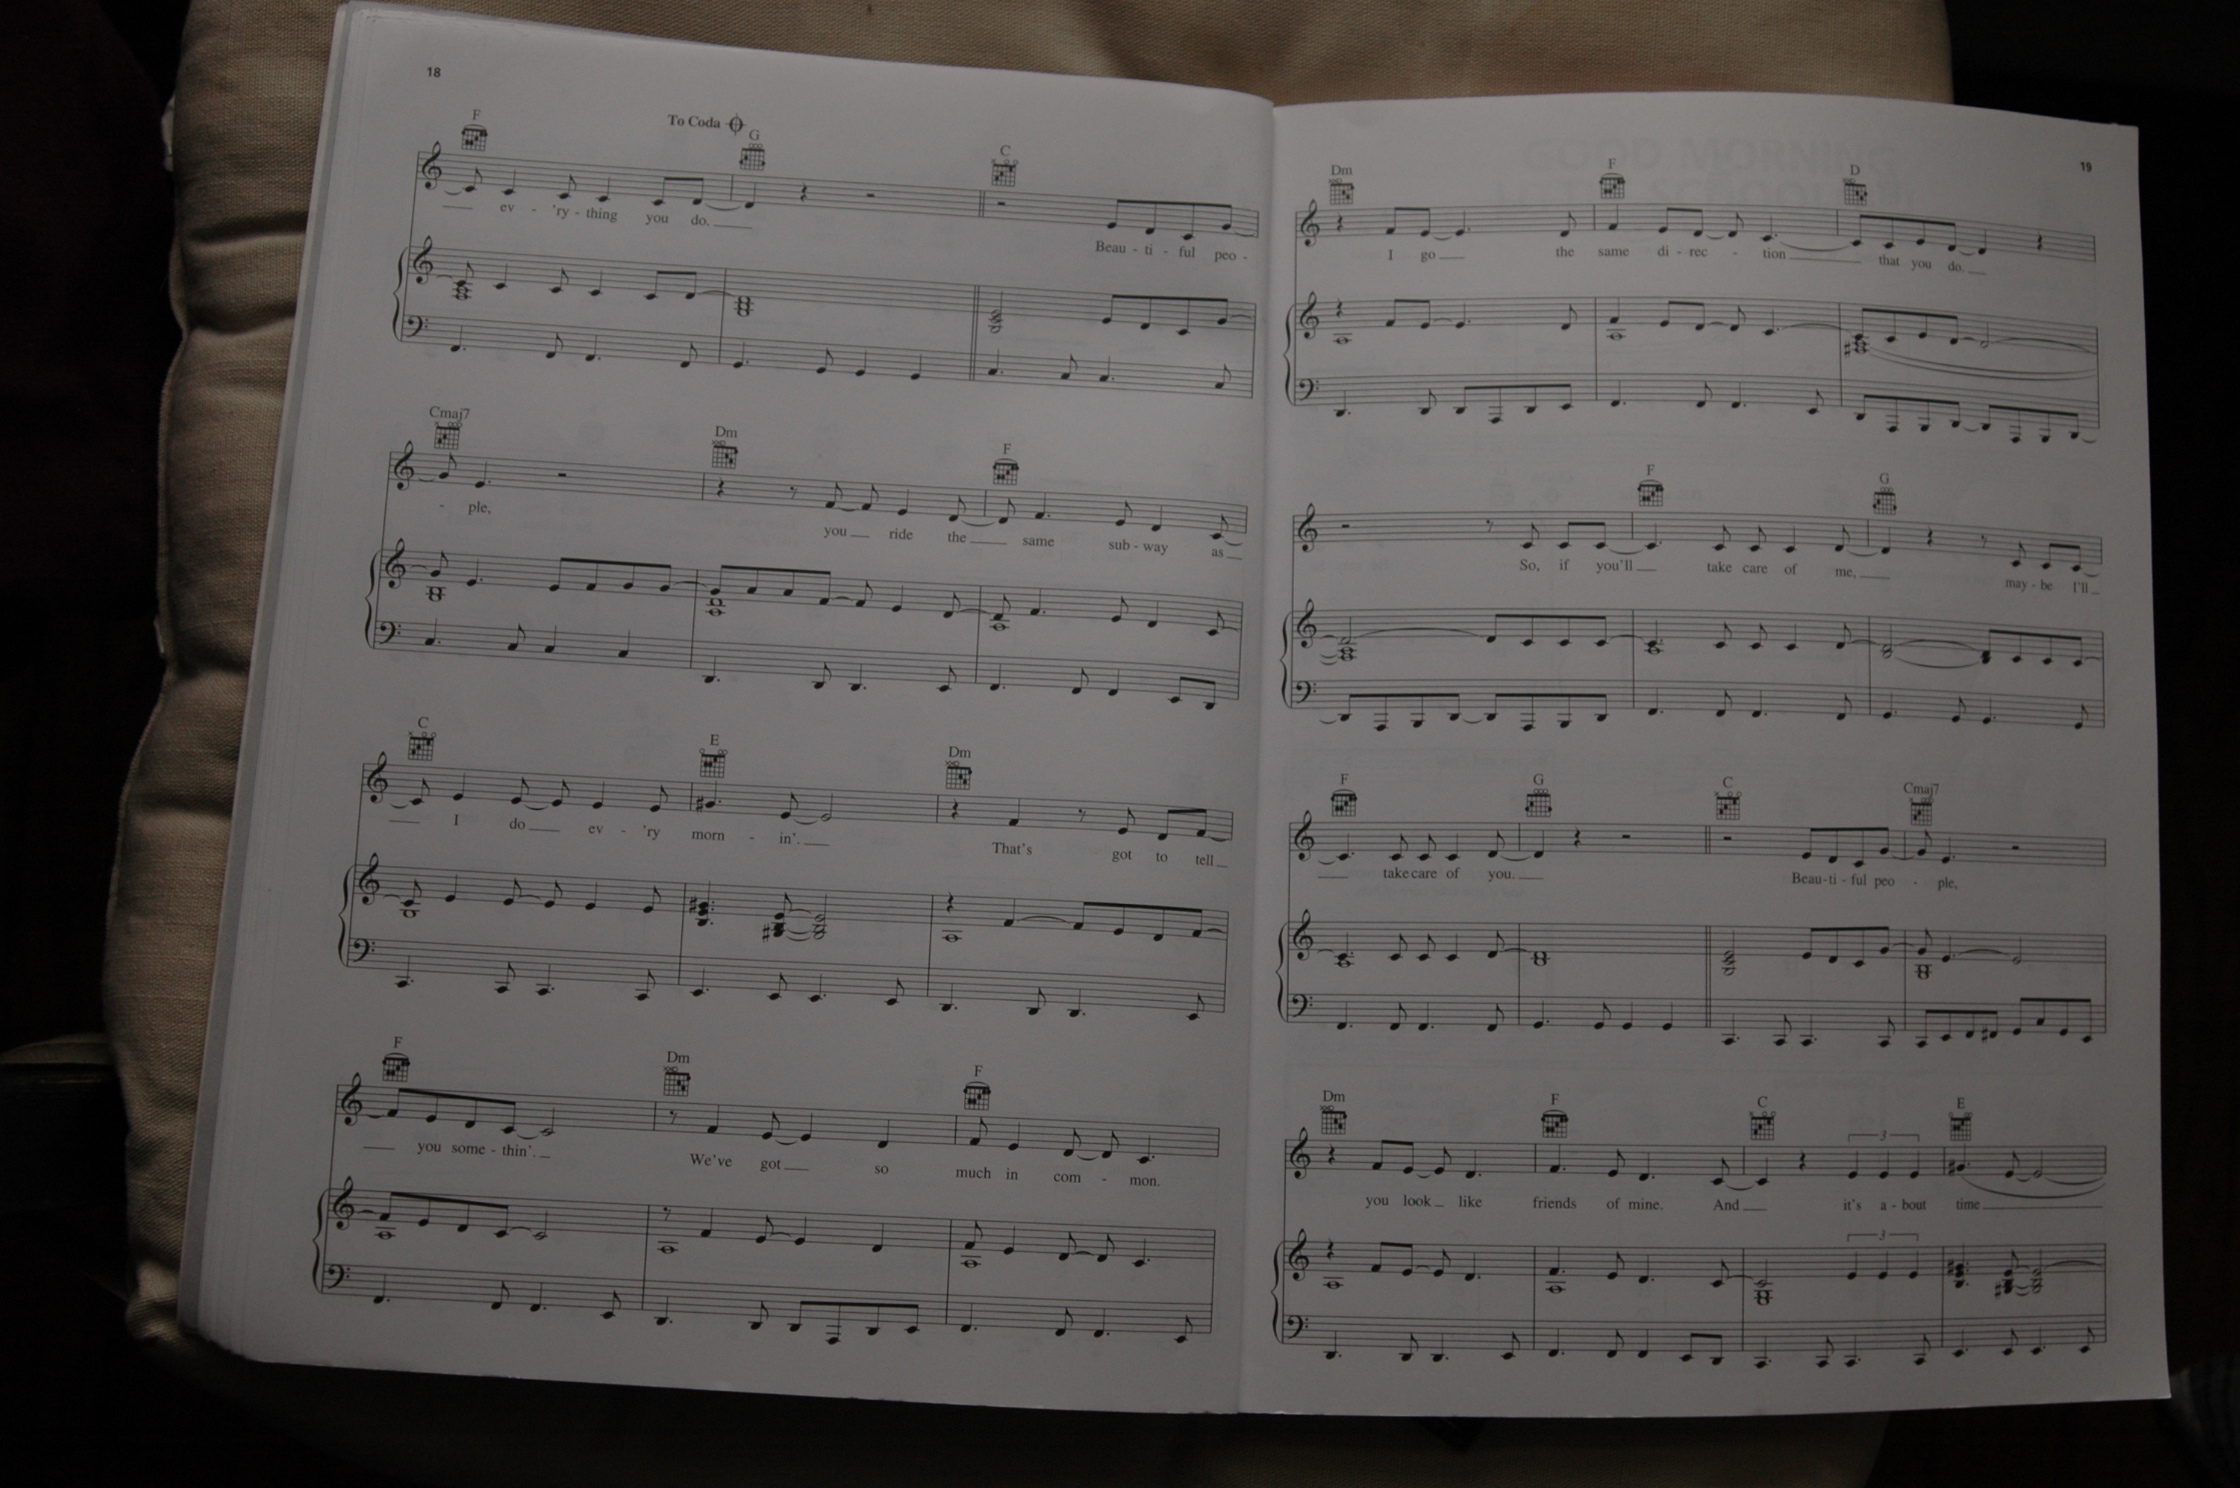 18
F To Coda G C
ev - 'ry - thing you do. Beau - ti - ful peo -
Cmaj7 Dm F
- ple, you ride the same sub - way as
C E Dm
I do ev - 'ry morn - in'. That's got to tell
F Dm F
you some - thin'. We've got so much in com - mon.
19
Dm F D
I go the same di - rec - tion that you do.
F G
So, if you'll take care of me, may - be I'll
F G C Cmaj7
take care of you. Beau - ti - ful peo - ple,
Dm F C E
3
you look like friends of mine. And it's a - bout time
3